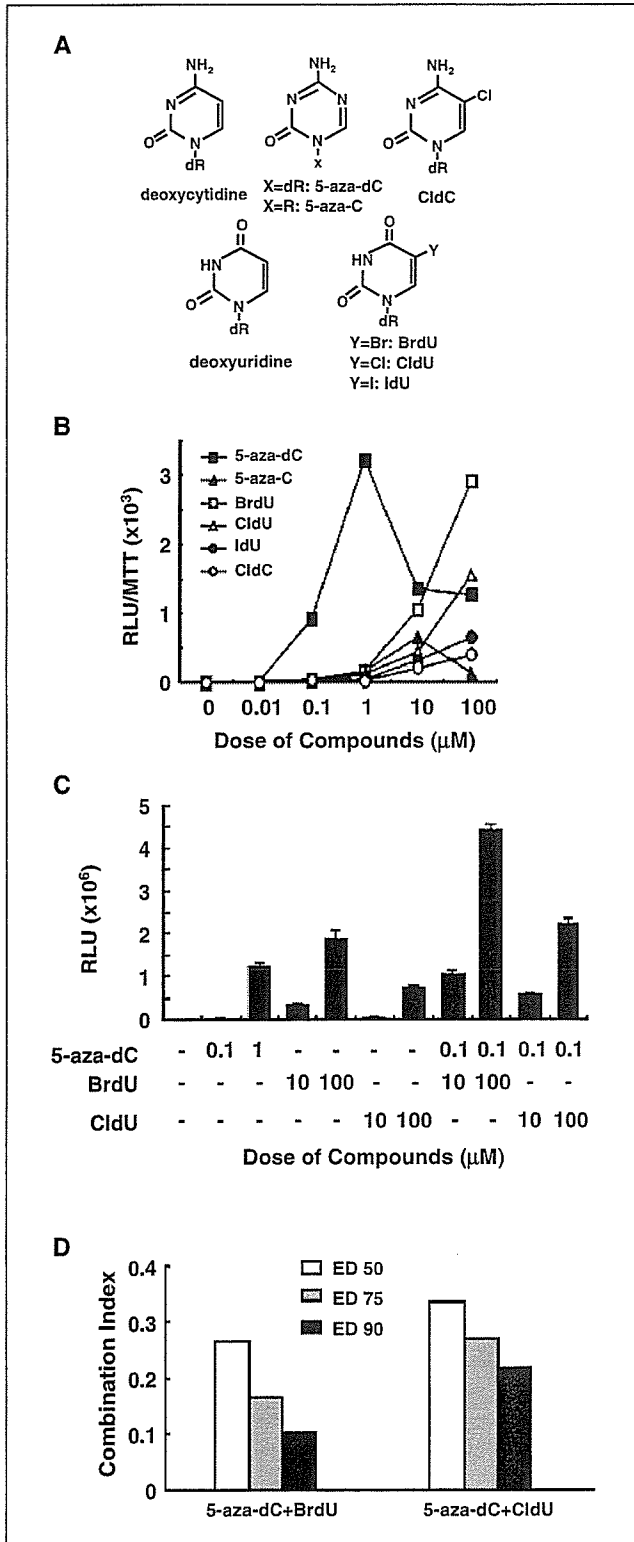 A
NH2 NH2 NH2
N N N N Cl
O N O N O N
dR x dR
deoxycytidine X=dR: 5-aza-dC CldC
X=R: 5-aza-C
O O
HN HN Y
O N O N
dR dR
deoxyuridine Y=Br: BrdU
Y=Cl: CldU
Y=I: IdU
B
RLU/MTT (x10³)
3
2
1
0
5-aza-dC
5-aza-C
BrdU
CldU
IdU
CldC
0 0.01 0.1 1 10 100
Dose of Compounds (μM)
C
RLU (x10⁶)
5
4
3
2
1
0
5-aza-dC - 0.1 1 - - - - 0.1 0.1 0.1 0.1
BrdU - - - 10 100 - - 10 100 - -
CldU - - - - - 10 100 - - 10 100
Dose of Compounds (μM)
D
Combination Index
0.4
0.3
0.2
0.1
0
ED 50
ED 75
ED 90
5-aza-dC+BrdU 5-aza-dC+CldU